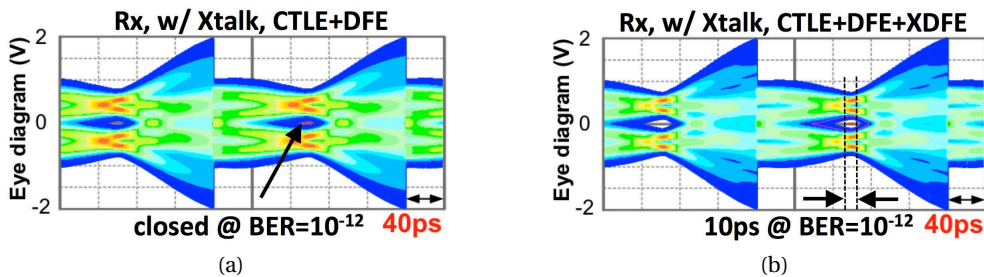 Rx, w/ Xtalk, CTLE+DFE
Eye diagram (V)
2
0
-2
closed @ BER=10⁻¹²
40ps
(a)
Rx, w/ Xtalk, CTLE+DFE+XDFE
Eye diagram (V)
2
0
-2
10ps @ BER=10⁻¹²
40ps
(b)